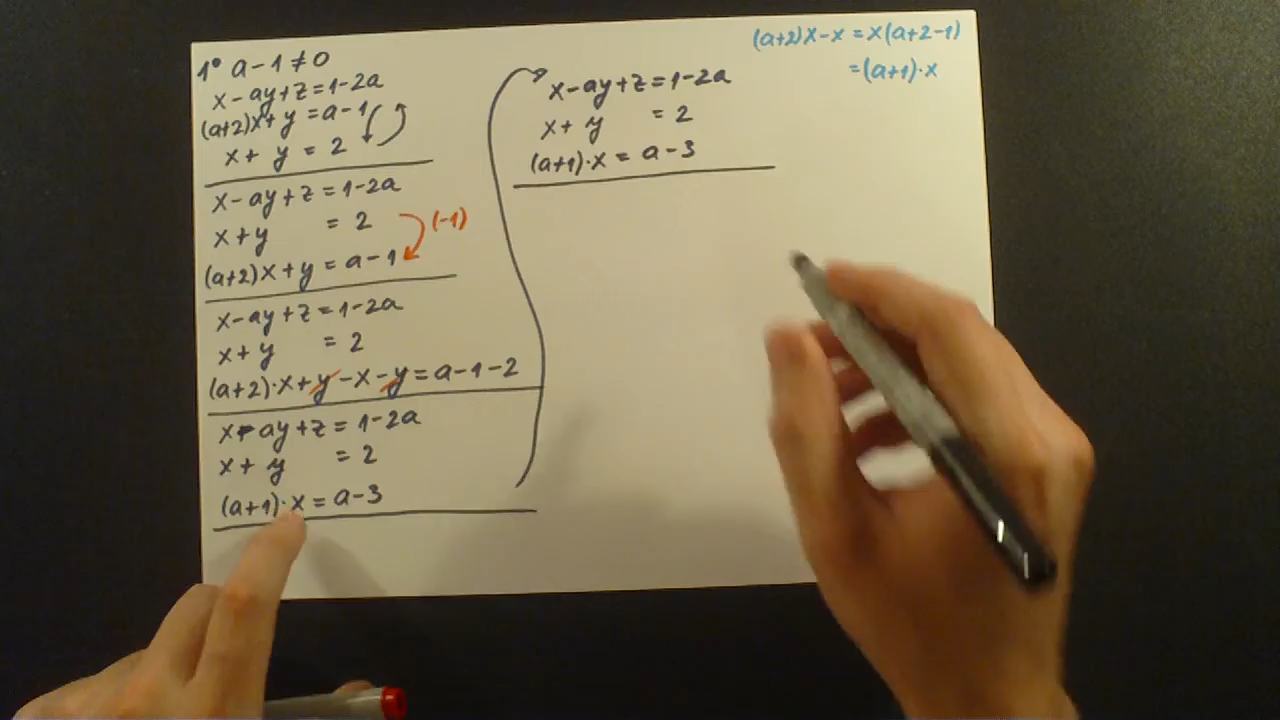 1° a-1≠0
x-ay+z=1-2a
(a+2)x+y=a-1
x+y=2
x-ay+z=1-2a
x+y =2
(-1)
(a+2)x+y=a-1
x-ay+z=1-2a
x+y =2
(a+2)·x+y-x-y=a-1-2
x-ay+z=1-2a
x+y =2
(a+1)·x=a-3
x-ay+z=1-2a
x+y =2
(a+1)·x=a-3
(a+2)x-x=x(a+2-1)
=(a+1)·x